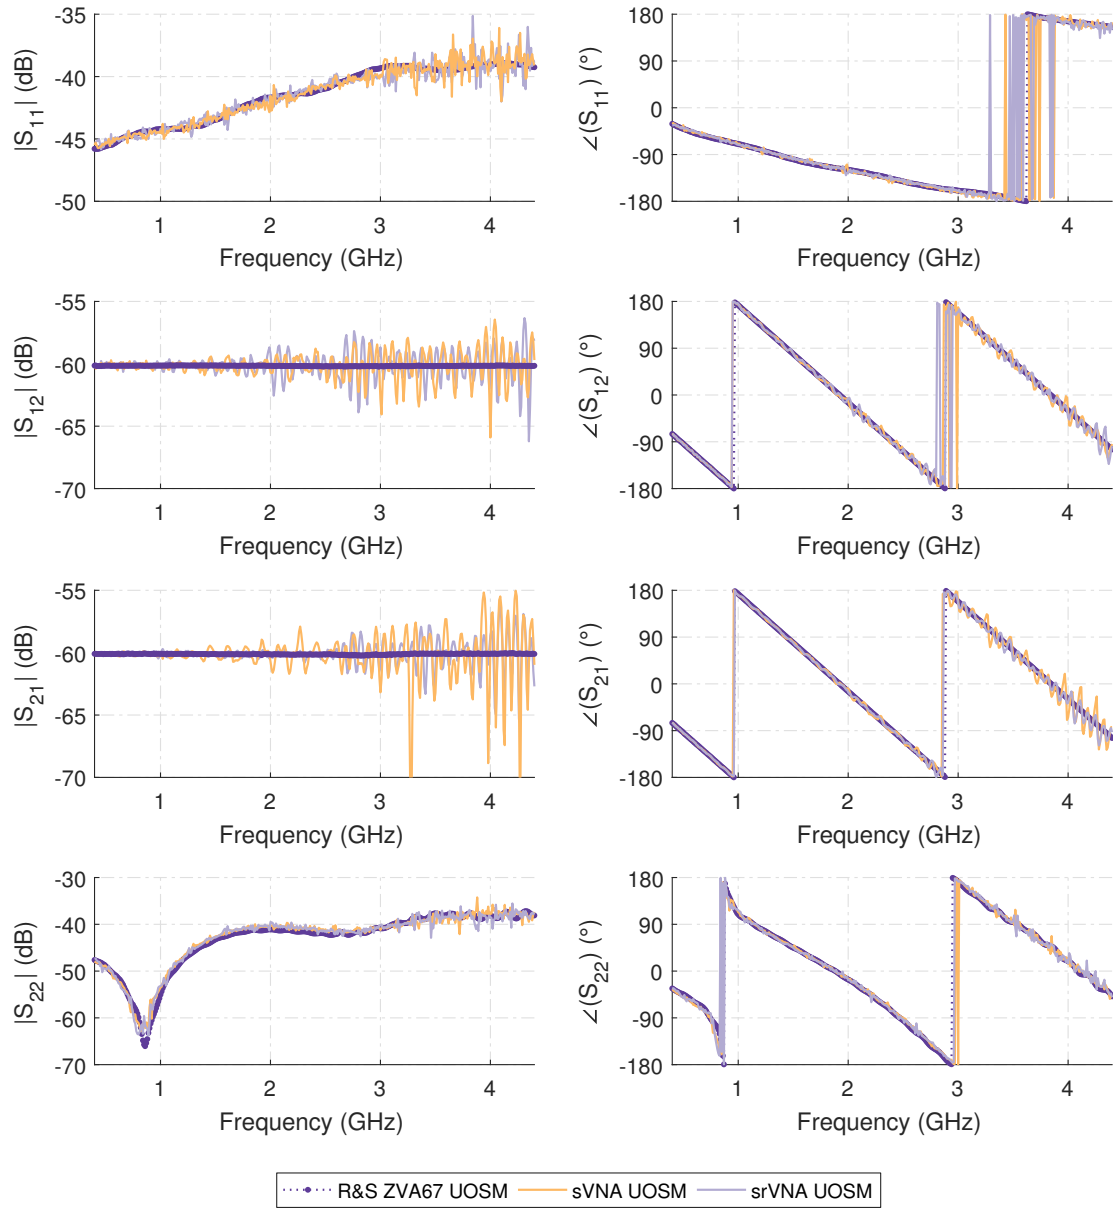 -35
-40
-45
-50
|S11| (dB)
1 2 3 4
Frequency (GHz)
180
90
0
-90
-180
∠(S11) (°)
1 2 3 4
Frequency (GHz)
-55
-60
-65
-70
|S12| (dB)
1 2 3 4
Frequency (GHz)
180
90
0
-90
-180
∠(S12) (°)
1 2 3 4
Frequency (GHz)
-55
-60
-65
-70
|S21| (dB)
1 2 3 4
Frequency (GHz)
180
90
0
-90
-180
∠(S21) (°)
1 2 3 4
Frequency (GHz)
-30
-40
-50
-60
-70
|S22| (dB)
1 2 3 4
Frequency (GHz)
180
90
0
-90
-180
∠(S22) (°)
1 2 3 4
Frequency (GHz)
R&S ZVA67 UOSM sVNA UOSM srVNA UOSM